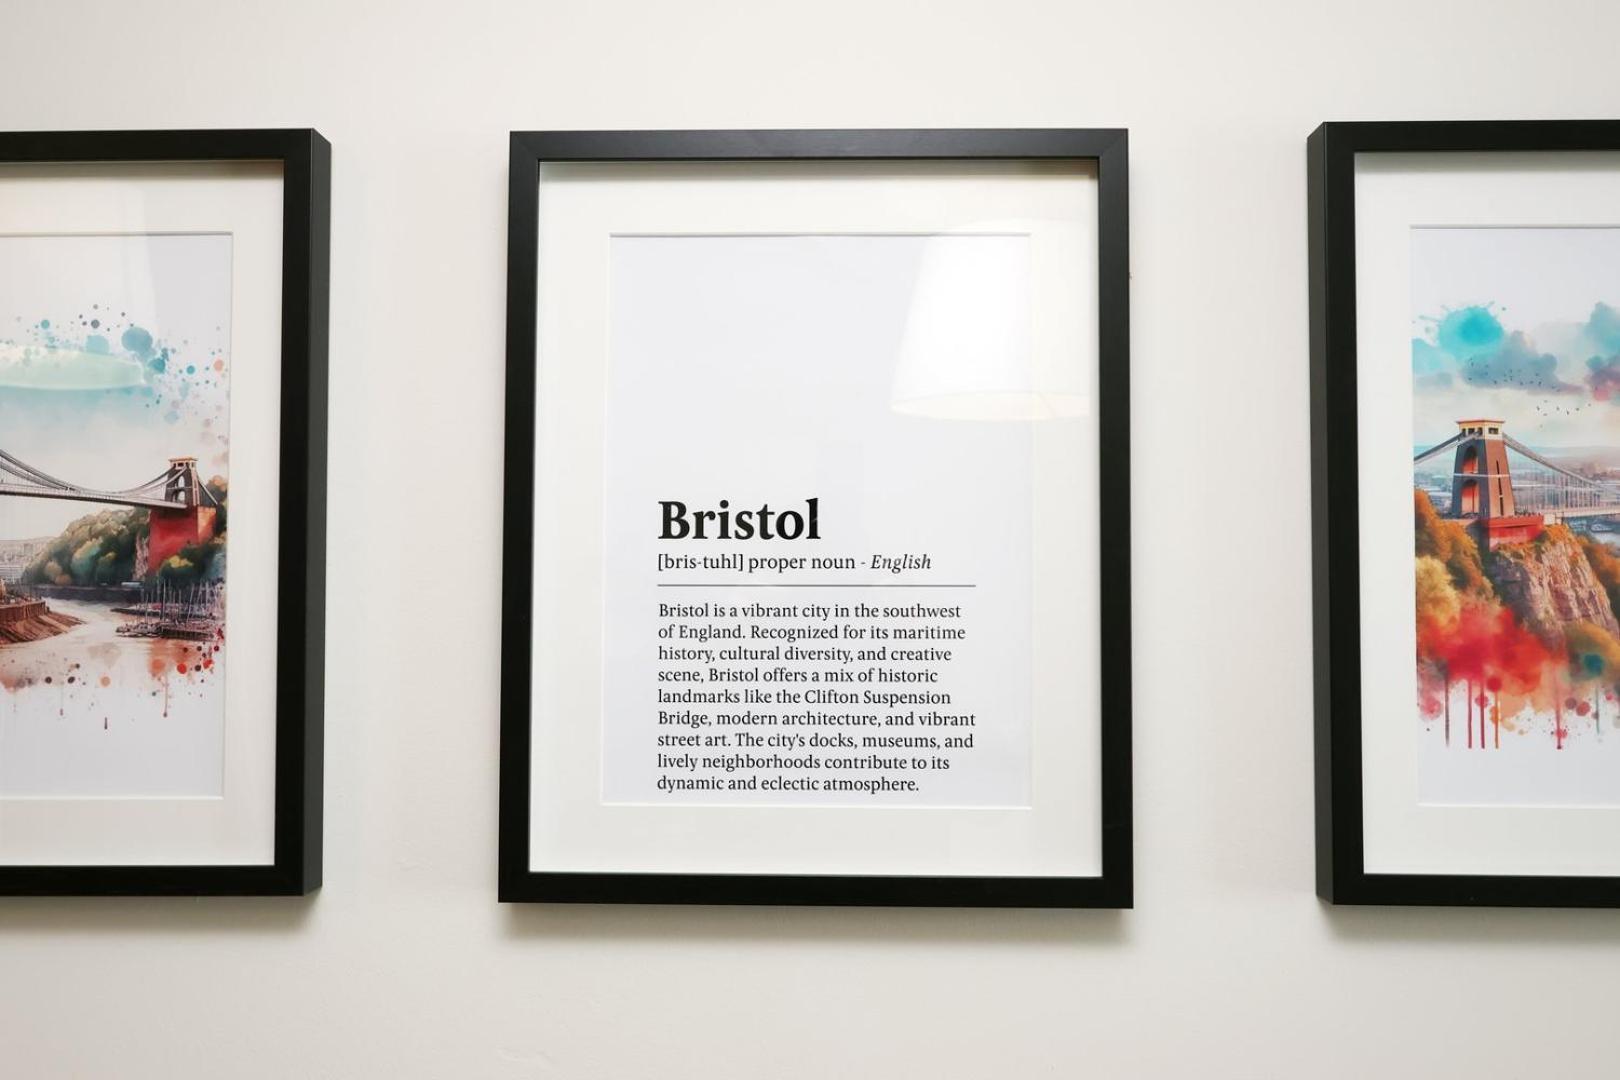 Bristol
[bris-tuhl] proper noun - English
Bristol is a vibrant city in the southwest
of England. Recognized for its maritime
history, cultural diversity, and creative
scene, Bristol offers a mix of historic
landmarks like the Clifton Suspension
Bridge, modern architecture, and vibrant
street art. The city's docks, museums, and
lively neighborhoods contribute to its
dynamic and eclectic atmosphere.